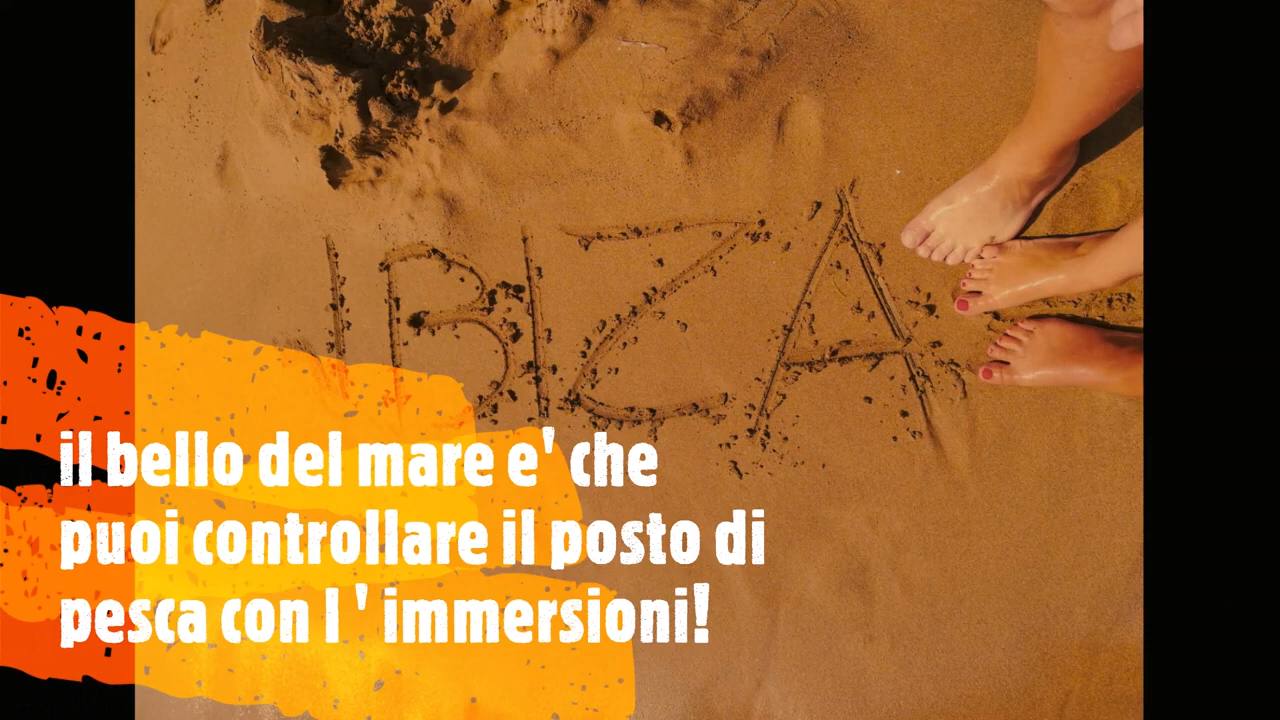 IBIZA
il bello del mare e' che
puoi controllare il posto di
pesca con l ' immersioni!